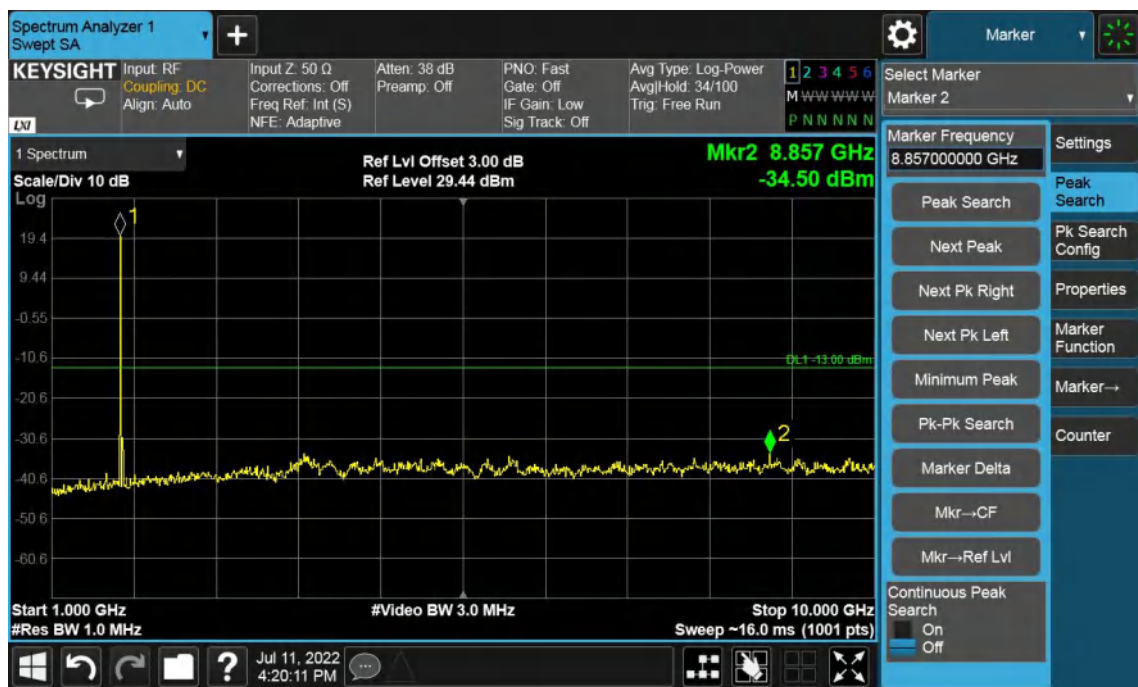 Spectrum Analyzer 1
Swept SA
+
Marker
KEYSIGHT
LXI
Input: RF
Coupling: DC
Align: Auto
Input Z: 50 Ω
Corrections: Off
Freq Ref: Int (S)
NFE: Adaptive
Atten: 38 dB
Preamp: Off
PNO: Fast
Gate: Off
IF Gain: Low
Sig Track: Off
Avg Type: Log-Power
Avg|Hold: 34/100
Trig: Free Run
1 2 3 4 5 6
M W W W W W
P N N N N N
Select Marker
Marker 2
1 Spectrum
Scale/Div 10 dB
Log
Ref Lvl Offset 3.00 dB
Ref Level 29.44 dBm
Mkr2 8.857 GHz
-34.50 dBm
1
19.4
9.44
-0.55
-10.6
DL1 -13.00 dBm
-20.6
-30.6
2
-40.6
-50.6
-60.6
Start 1.000 GHz
#Res BW 1.0 MHz
#Video BW 3.0 MHz
Stop 10.000 GHz
Sweep ~16.0 ms (1001 pts)
Marker Frequency
8.857000000 GHz
Peak Search
Next Peak
Next Pk Right
Next Pk Left
Minimum Peak
Pk-Pk Search
Marker Delta
Mkr→CF
Mkr→Ref Lvl
Continuous Peak
Search
On
Off
Settings
Peak
Search
Pk Search
Config
Properties
Marker
Function
Marker→
Counter
?
Jul 11, 2022
4:20:11 PM